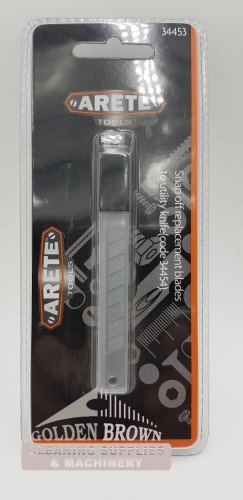 34453
ARETE
TOOLS
Snap off replacement blades
to utility knife (code 34454)
ARETE
TOOLS
GOLDEN BROWN
CLEANING SUPPLIES
& MACHINERY